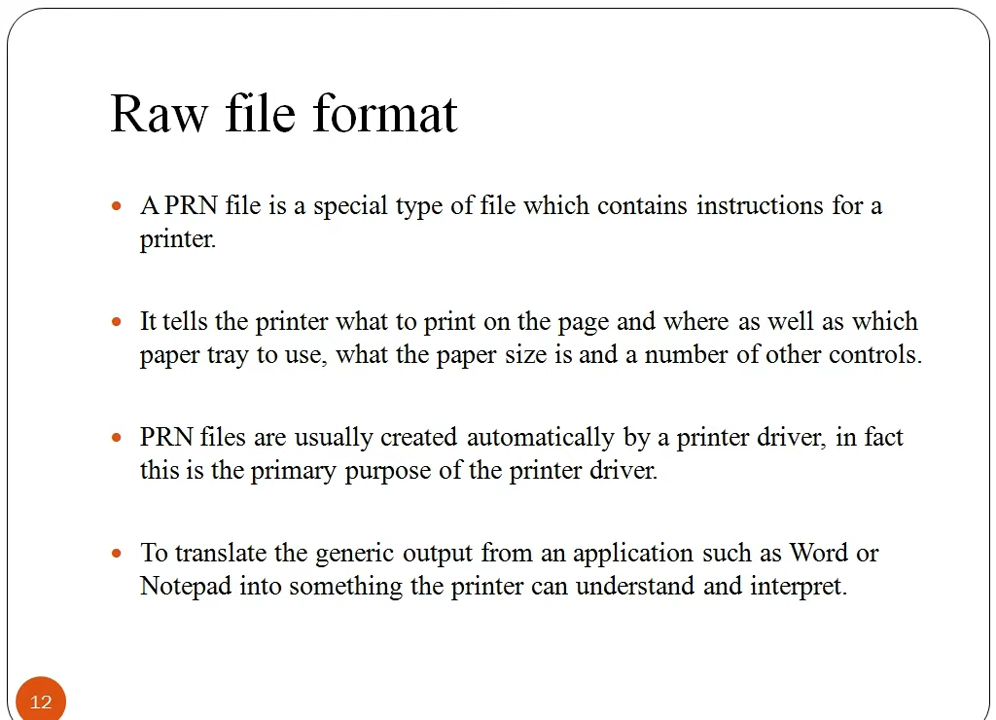 Raw file format
• A PRN file is a special type of file which contains instructions for a
printer.
• It tells the printer what to print on the page and where as well as which
paper tray to use, what the paper size is and a number of other controls.
• PRN files are usually created automatically by a printer driver, in fact
this is the primary purpose of the printer driver.
• To translate the generic output from an application such as Word or
Notepad into something the printer can understand and interpret.
12